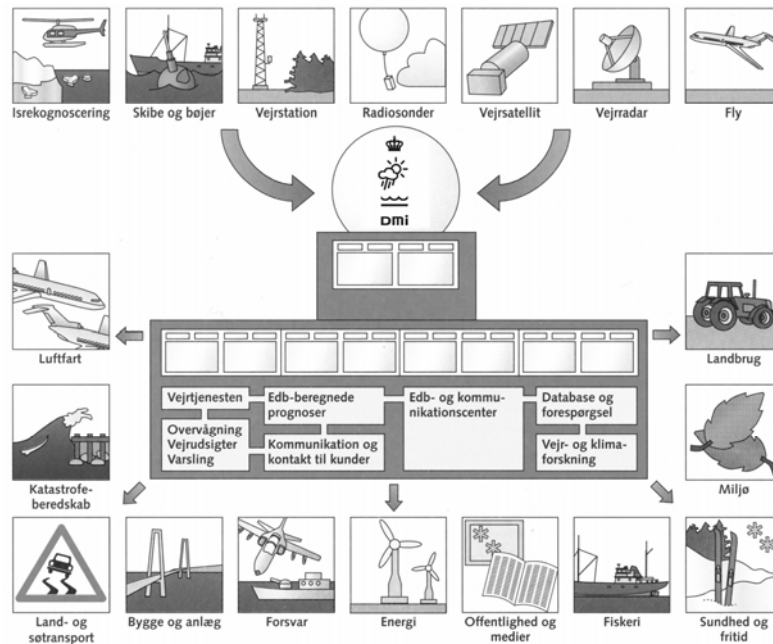 Isrekognoscering
Skibe og bøjer
Vejrstation
Radiosonder
Vejrsatellit
Vejrradar
Fly
DMI
Luftfart
Landbrug
Vejrtjenesten
Overvågning
Vejrudsigter
Varsling
Edb-beregnede
prognoser
Kommunikation og
kontakt til kunder
Edb- og kommu-
nikationscenter
Database og
forespørgsel
Vejr- og klima-
forskning
Katastrofe-
beredskab
Miljø
Land- og
søtransport
Bygge og anlæg
Forsvar
Energi
Offentlighed og
medier
Fiskeri
Sundhed og
fritid